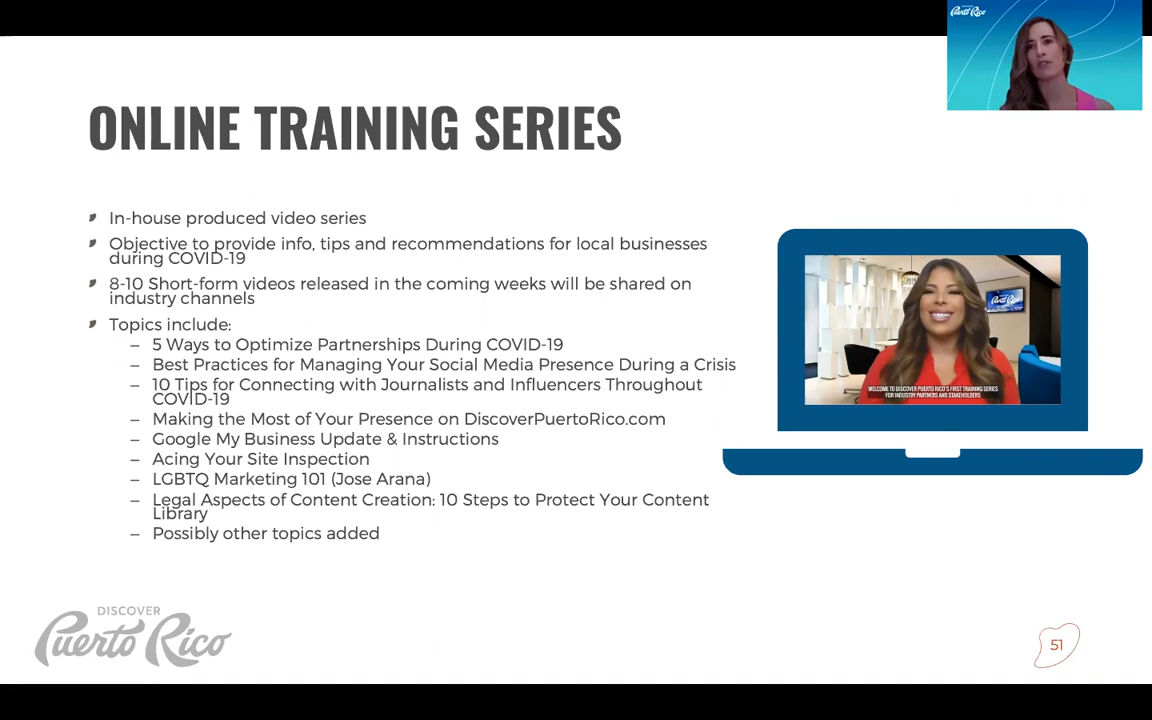 Puerto Rico
ONLINE TRAINING SERIES
In-house produced video series
Objective to provide info, tips and recommendations for local businesses
during COVID-19
8-10 Short-form videos released in the coming weeks will be shared on
industry channels
Topics include:
– 5 Ways to Optimize Partnerships During COVID-19
– Best Practices for Managing Your Social Media Presence During a Crisis
– 10 Tips for Connecting with Journalists and Influencers Throughout
COVID-19
– Making the Most of Your Presence on DiscoverPuertoRico.com
– Google My Business Update & Instructions
– Acing Your Site Inspection
– LGBTQ Marketing 101 (Jose Arana)
– Legal Aspects of Content Creation: 10 Steps to Protect Your Content
Library
– Possibly other topics added
Puerto Rico
WELCOME TO DISCOVER PUERTO RICO'S FIRST TRAINING SERIES
FOR INDUSTRY PARTNERS AND STAKEHOLDERS
DISCOVER
Puerto Rico
51